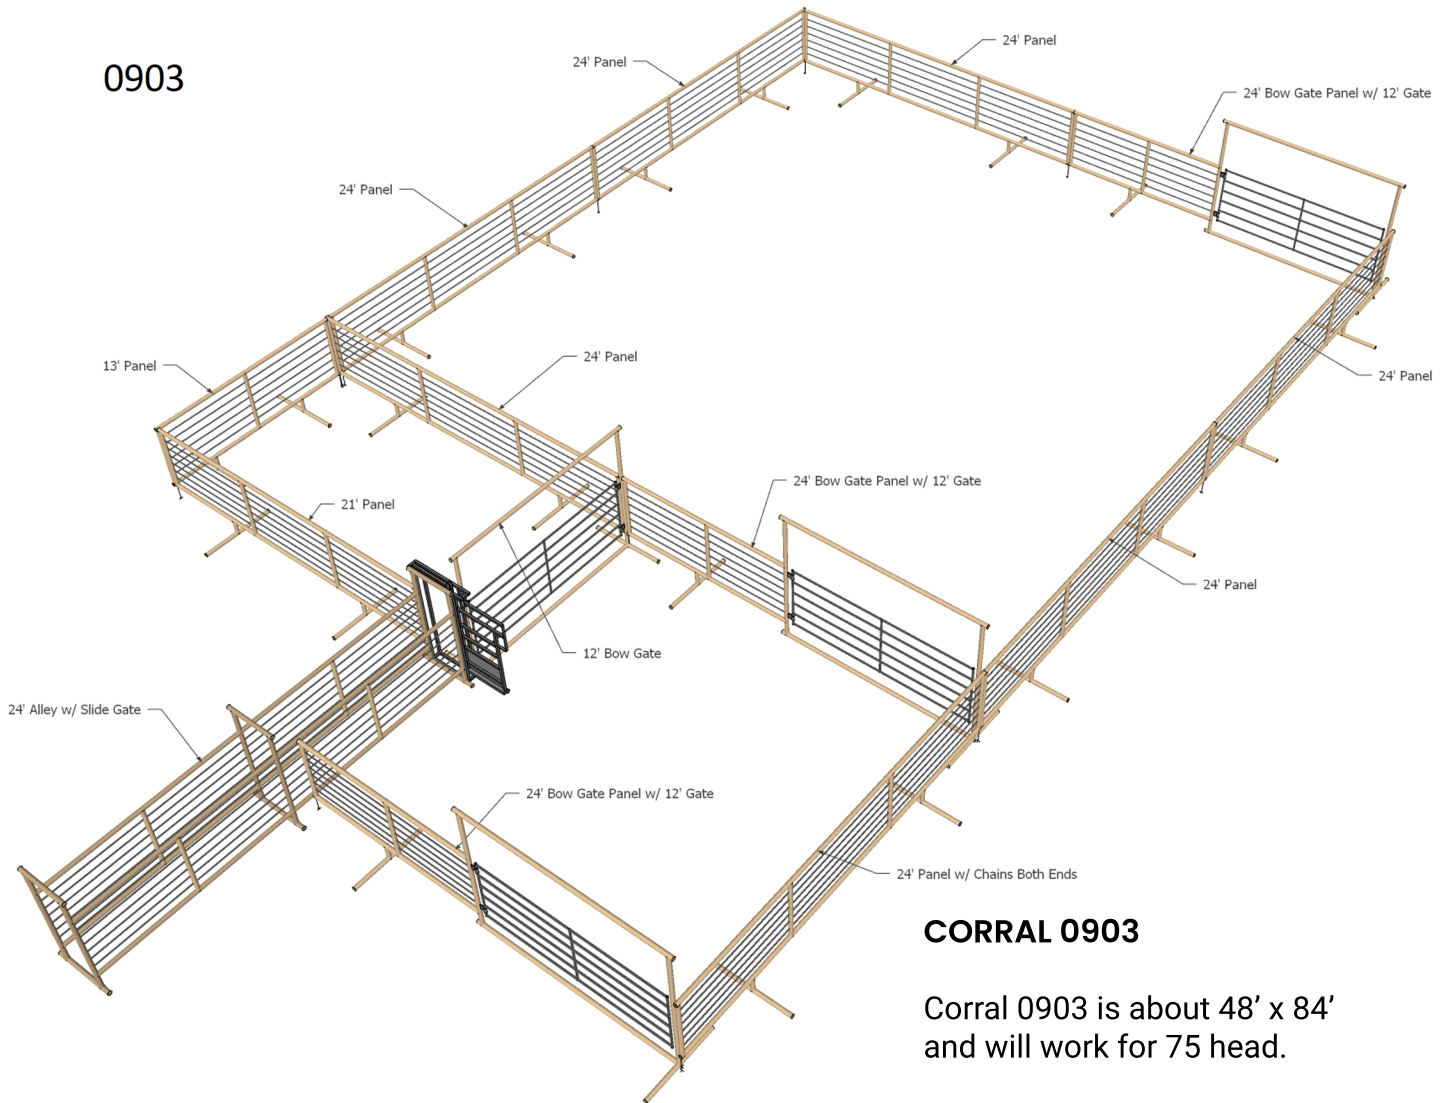 0903
24' Panel
24' Panel
24' Bow Gate Panel w/ 12' Gate
24' Panel
13' Panel
24' Panel
24' Panel
24' Bow Gate Panel w/ 12' Gate
21' Panel
24' Panel
12' Bow Gate
24' Alley w/ Slide Gate
24' Bow Gate Panel w/ 12' Gate
24' Panel w/ Chains Both Ends
CORRAL 0903
Corral 0903 is about 48’ x 84’
and will work for 75 head.